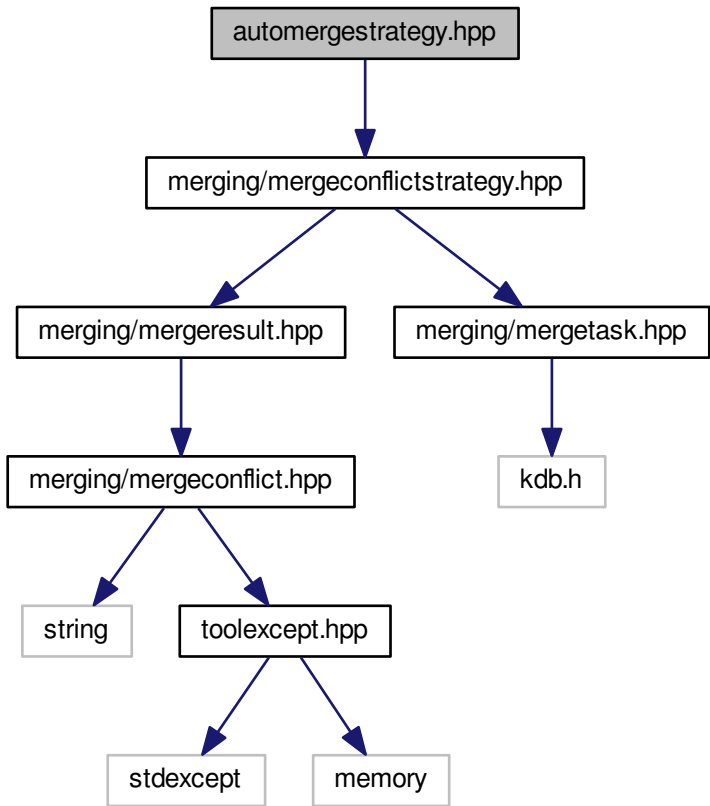 automergestrategy.hpp
merging/mergeconflictstrategy.hpp
merging/mergeresult.hpp
merging/mergetask.hpp
merging/mergeconflict.hpp
kdb.h
string
toolexcept.hpp
stdexcept
memory